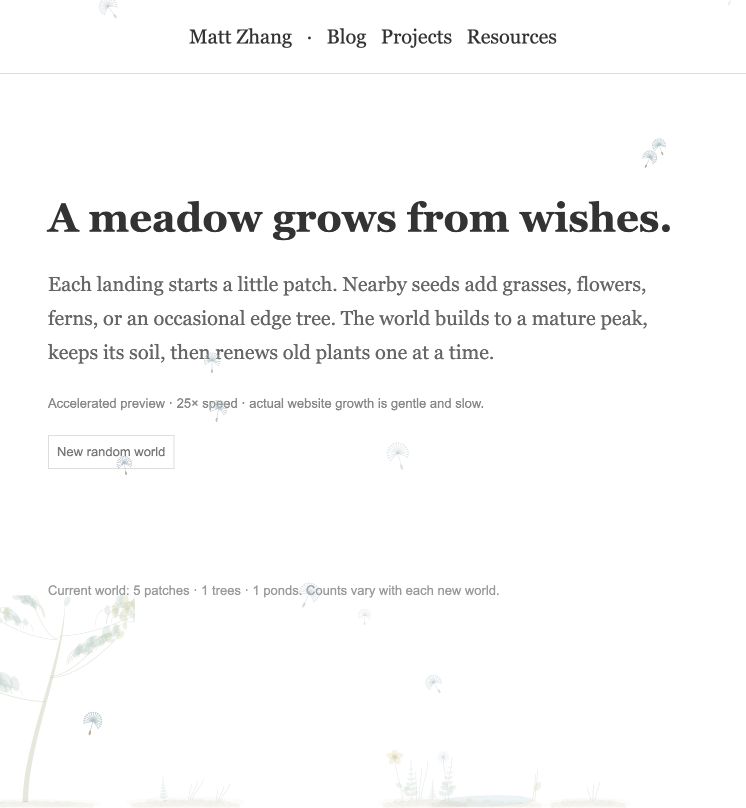 Matt Zhang · Blog Projects Resources
A meadow grows from wishes.
Each landing starts a little patch. Nearby seeds add grasses, flowers,
ferns, or an occasional edge tree. The world builds to a mature peak,
keeps its soil, then renews old plants one at a time.
Accelerated preview · 25× speed · actual website growth is gentle and slow.
New random world
Current world: 5 patches · 1 trees · 1 ponds. Counts vary with each new world.